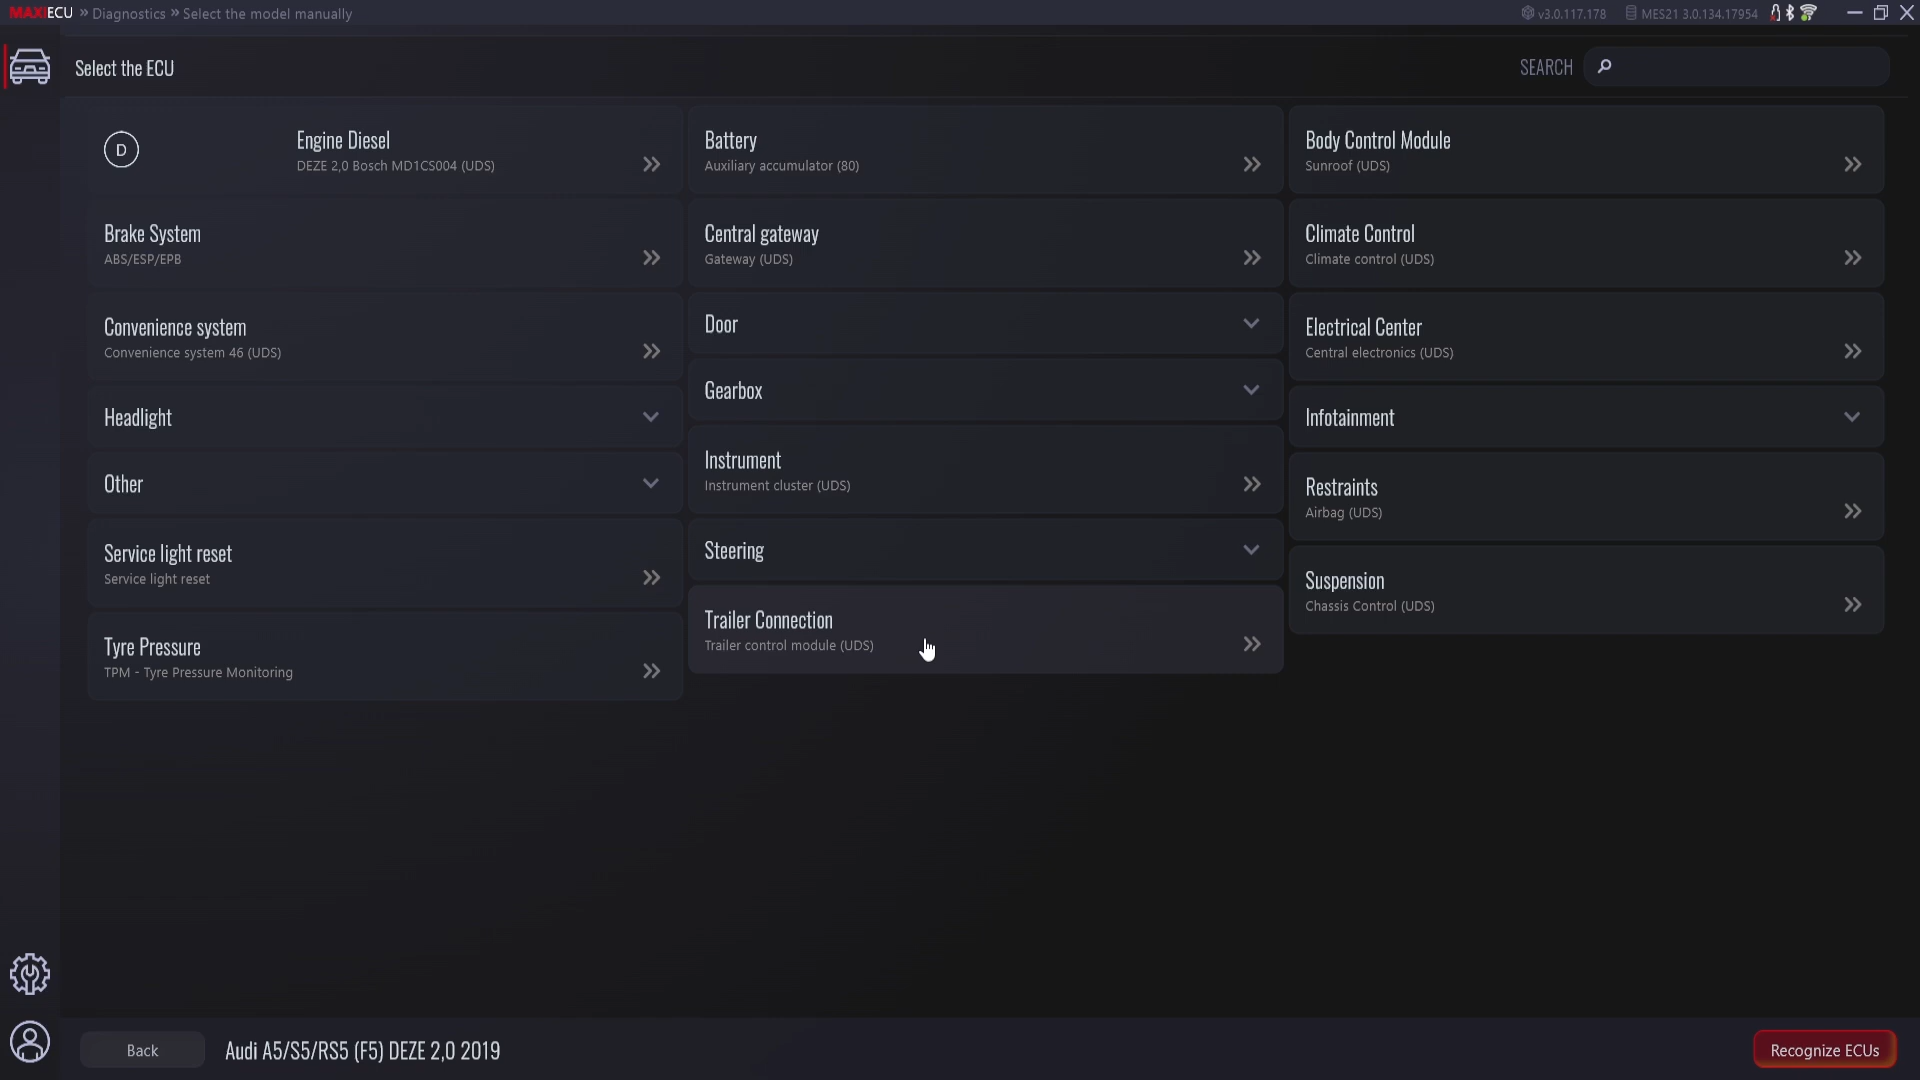 MAXIECU » Diagnostics » Select the model manually
v3.0.117.178 MES21 3.0.134.17954
Select the ECU
SEARCH
D
Engine Diesel
DEZE 2,0 Bosch MD1CS004 (UDS)
Brake System
ABS/ESP/EPB
Convenience system
Convenience system 46 (UDS)
Headlight
Other
Service light reset
Service light reset
Tyre Pressure
TPM - Tyre Pressure Monitoring
Battery
Auxiliary accumulator (80)
Central gateway
Gateway (UDS)
Door
Gearbox
Instrument
Instrument cluster (UDS)
Steering
Trailer Connection
Trailer control module (UDS)
Body Control Module
Sunroof (UDS)
Climate Control
Climate control (UDS)
Electrical Center
Central electronics (UDS)
Infotainment
Restraints
Airbag (UDS)
Suspension
Chassis Control (UDS)
Back
Audi A5/S5/RS5 (F5) DEZE 2,0 2019
Recognize ECUs